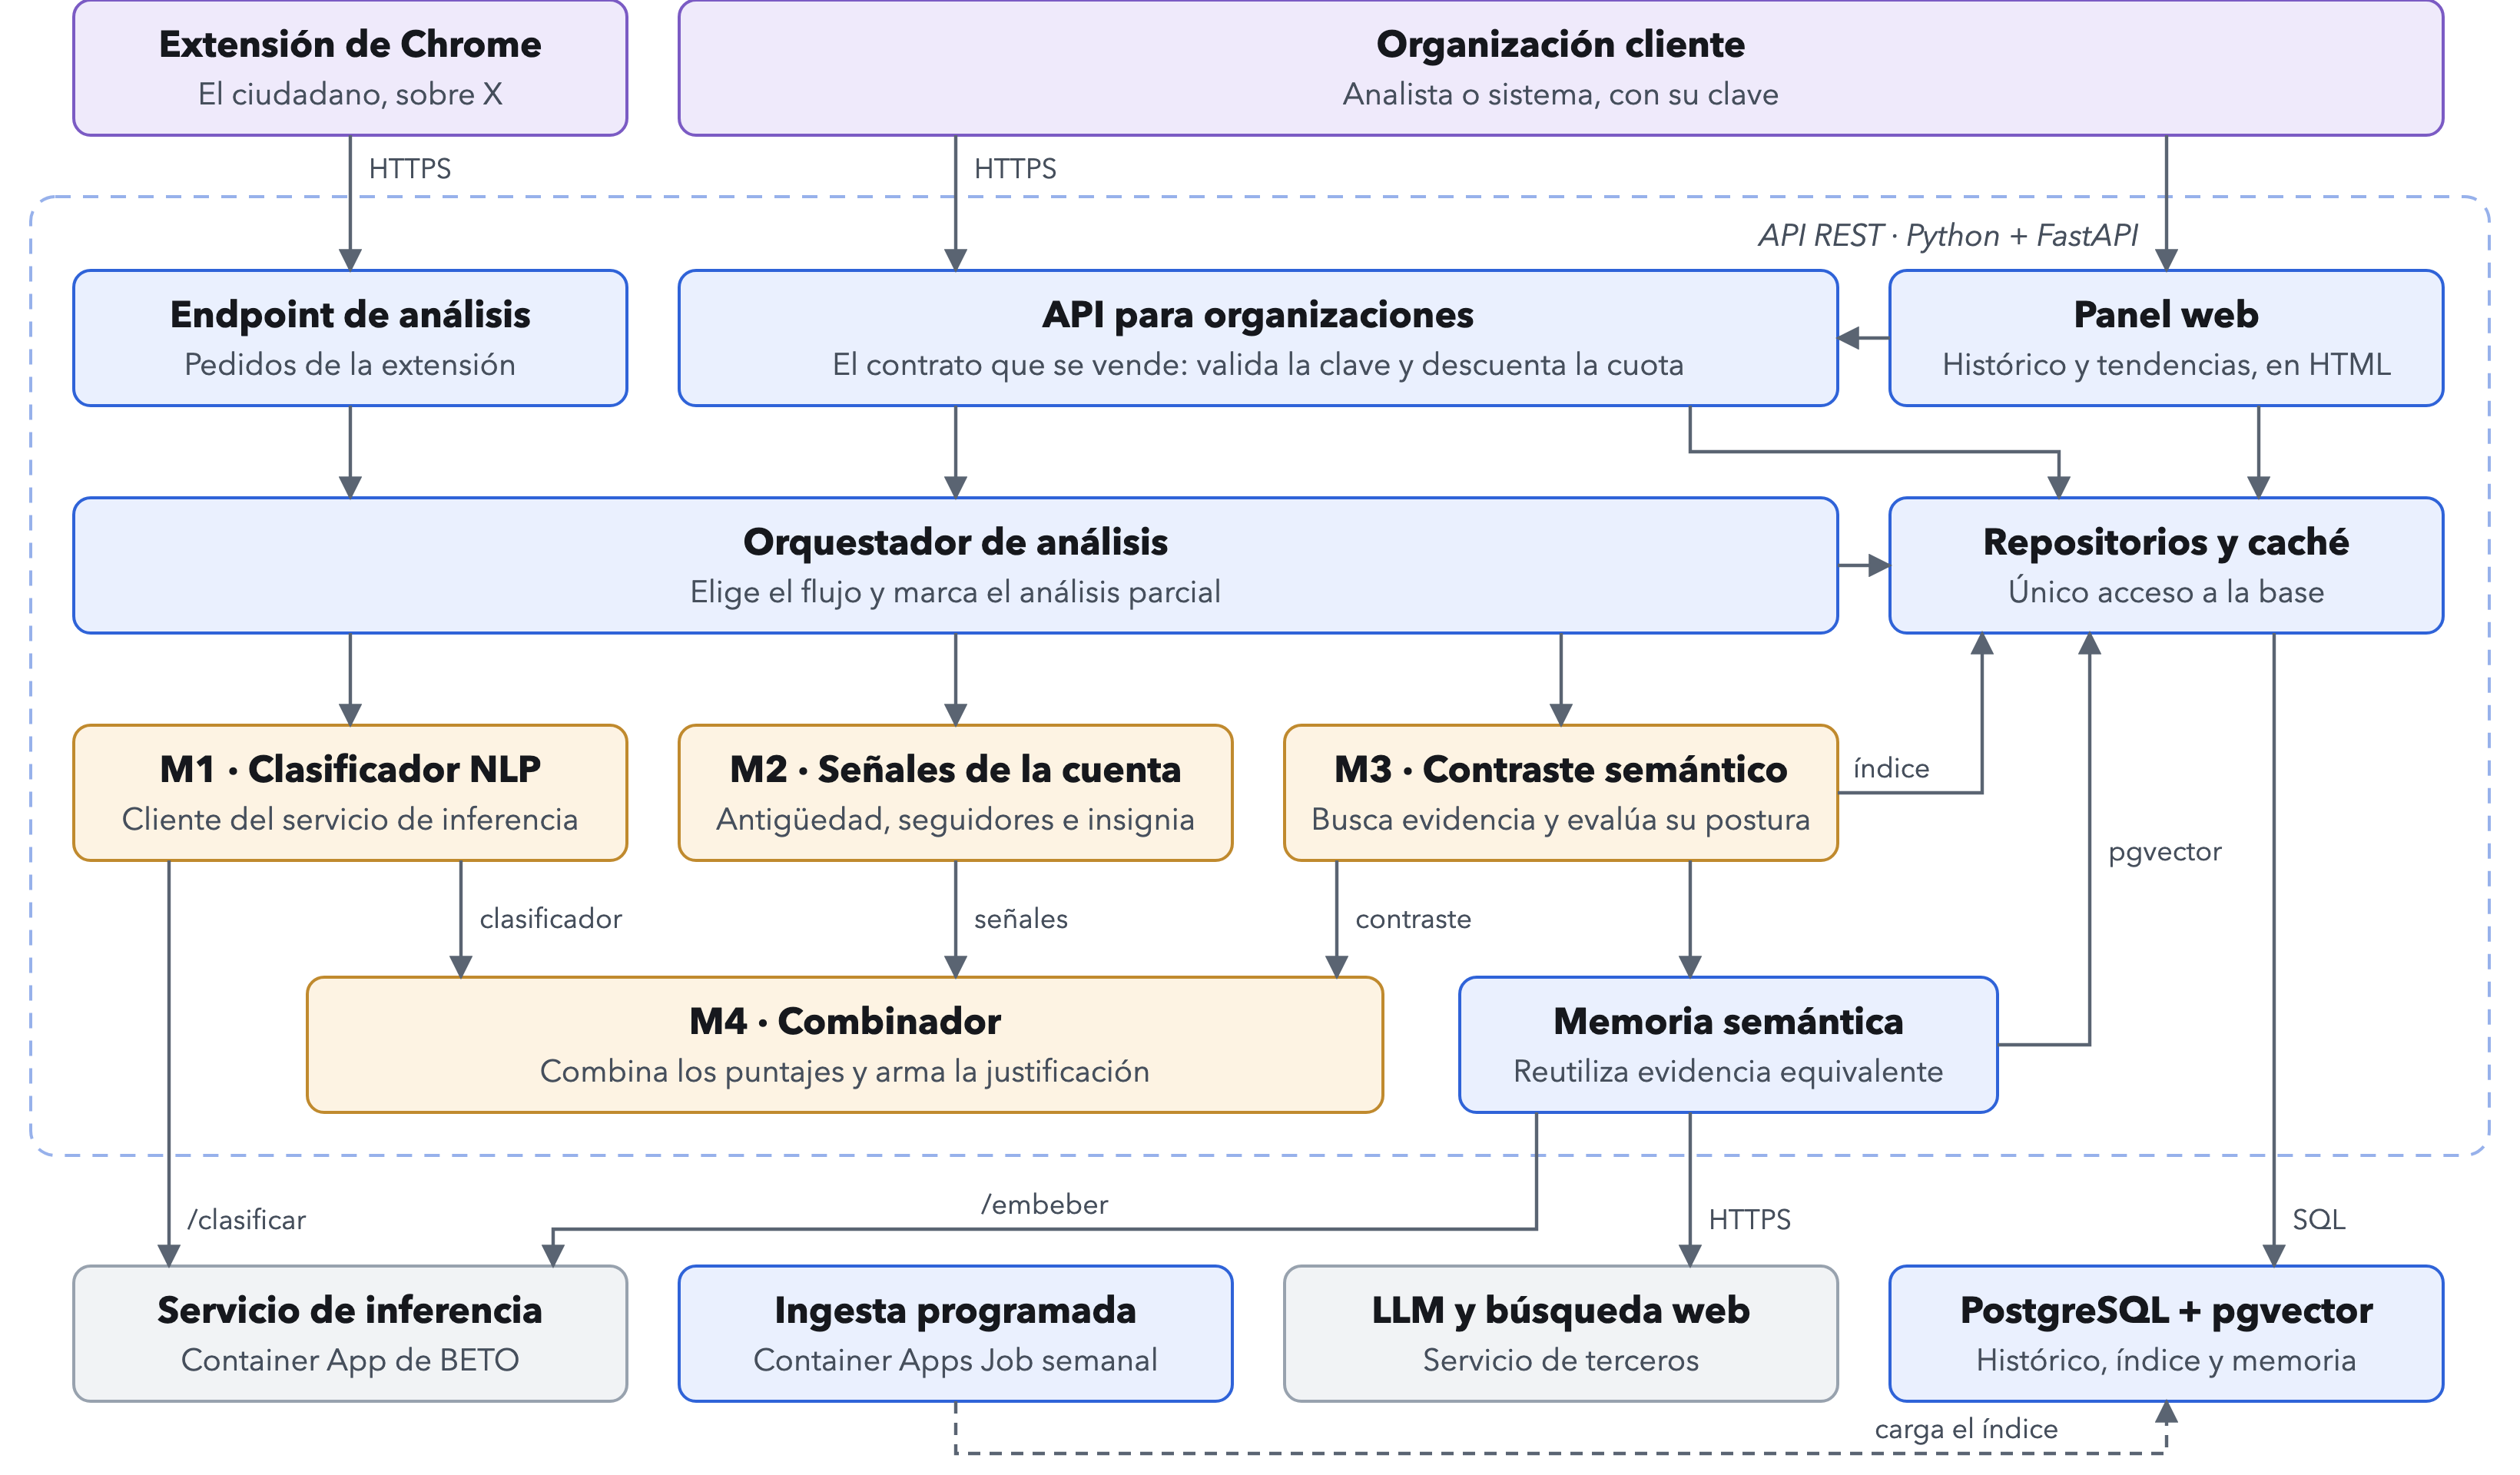 Extensión de Chrome
El ciudadano, sobre X
Organización cliente
Analista o sistema, con su clave
HTTPS
HTTPS
API REST · Python + FastAPI
Endpoint de análisis
Pedidos de la extensión
API para organizaciones
El contrato que se vende: valida la clave y descuenta la cuota
Panel web
Histórico y tendencias, en HTML
Orquestador de análisis
Elige el flujo y marca el análisis parcial
Repositorios y caché
Único acceso a la base
M1 · Clasificador NLP
Cliente del servicio de inferencia
M2 · Señales de la cuenta
Antigüedad, seguidores e insignia
M3 · Contraste semántico
Busca evidencia y evalúa su postura
índice
pgvector
clasificador
señales
contraste
M4 · Combinador
Combina los puntajes y arma la justificación
Memoria semántica
Reutiliza evidencia equivalente
/clasificar
/embeber
HTTPS
SQL
Servicio de inferencia
Container App de BETO
Ingesta programada
Container Apps Job semanal
LLM y búsqueda web
Servicio de terceros
PostgreSQL + pgvector
Histórico, índice y memoria
carga el índice